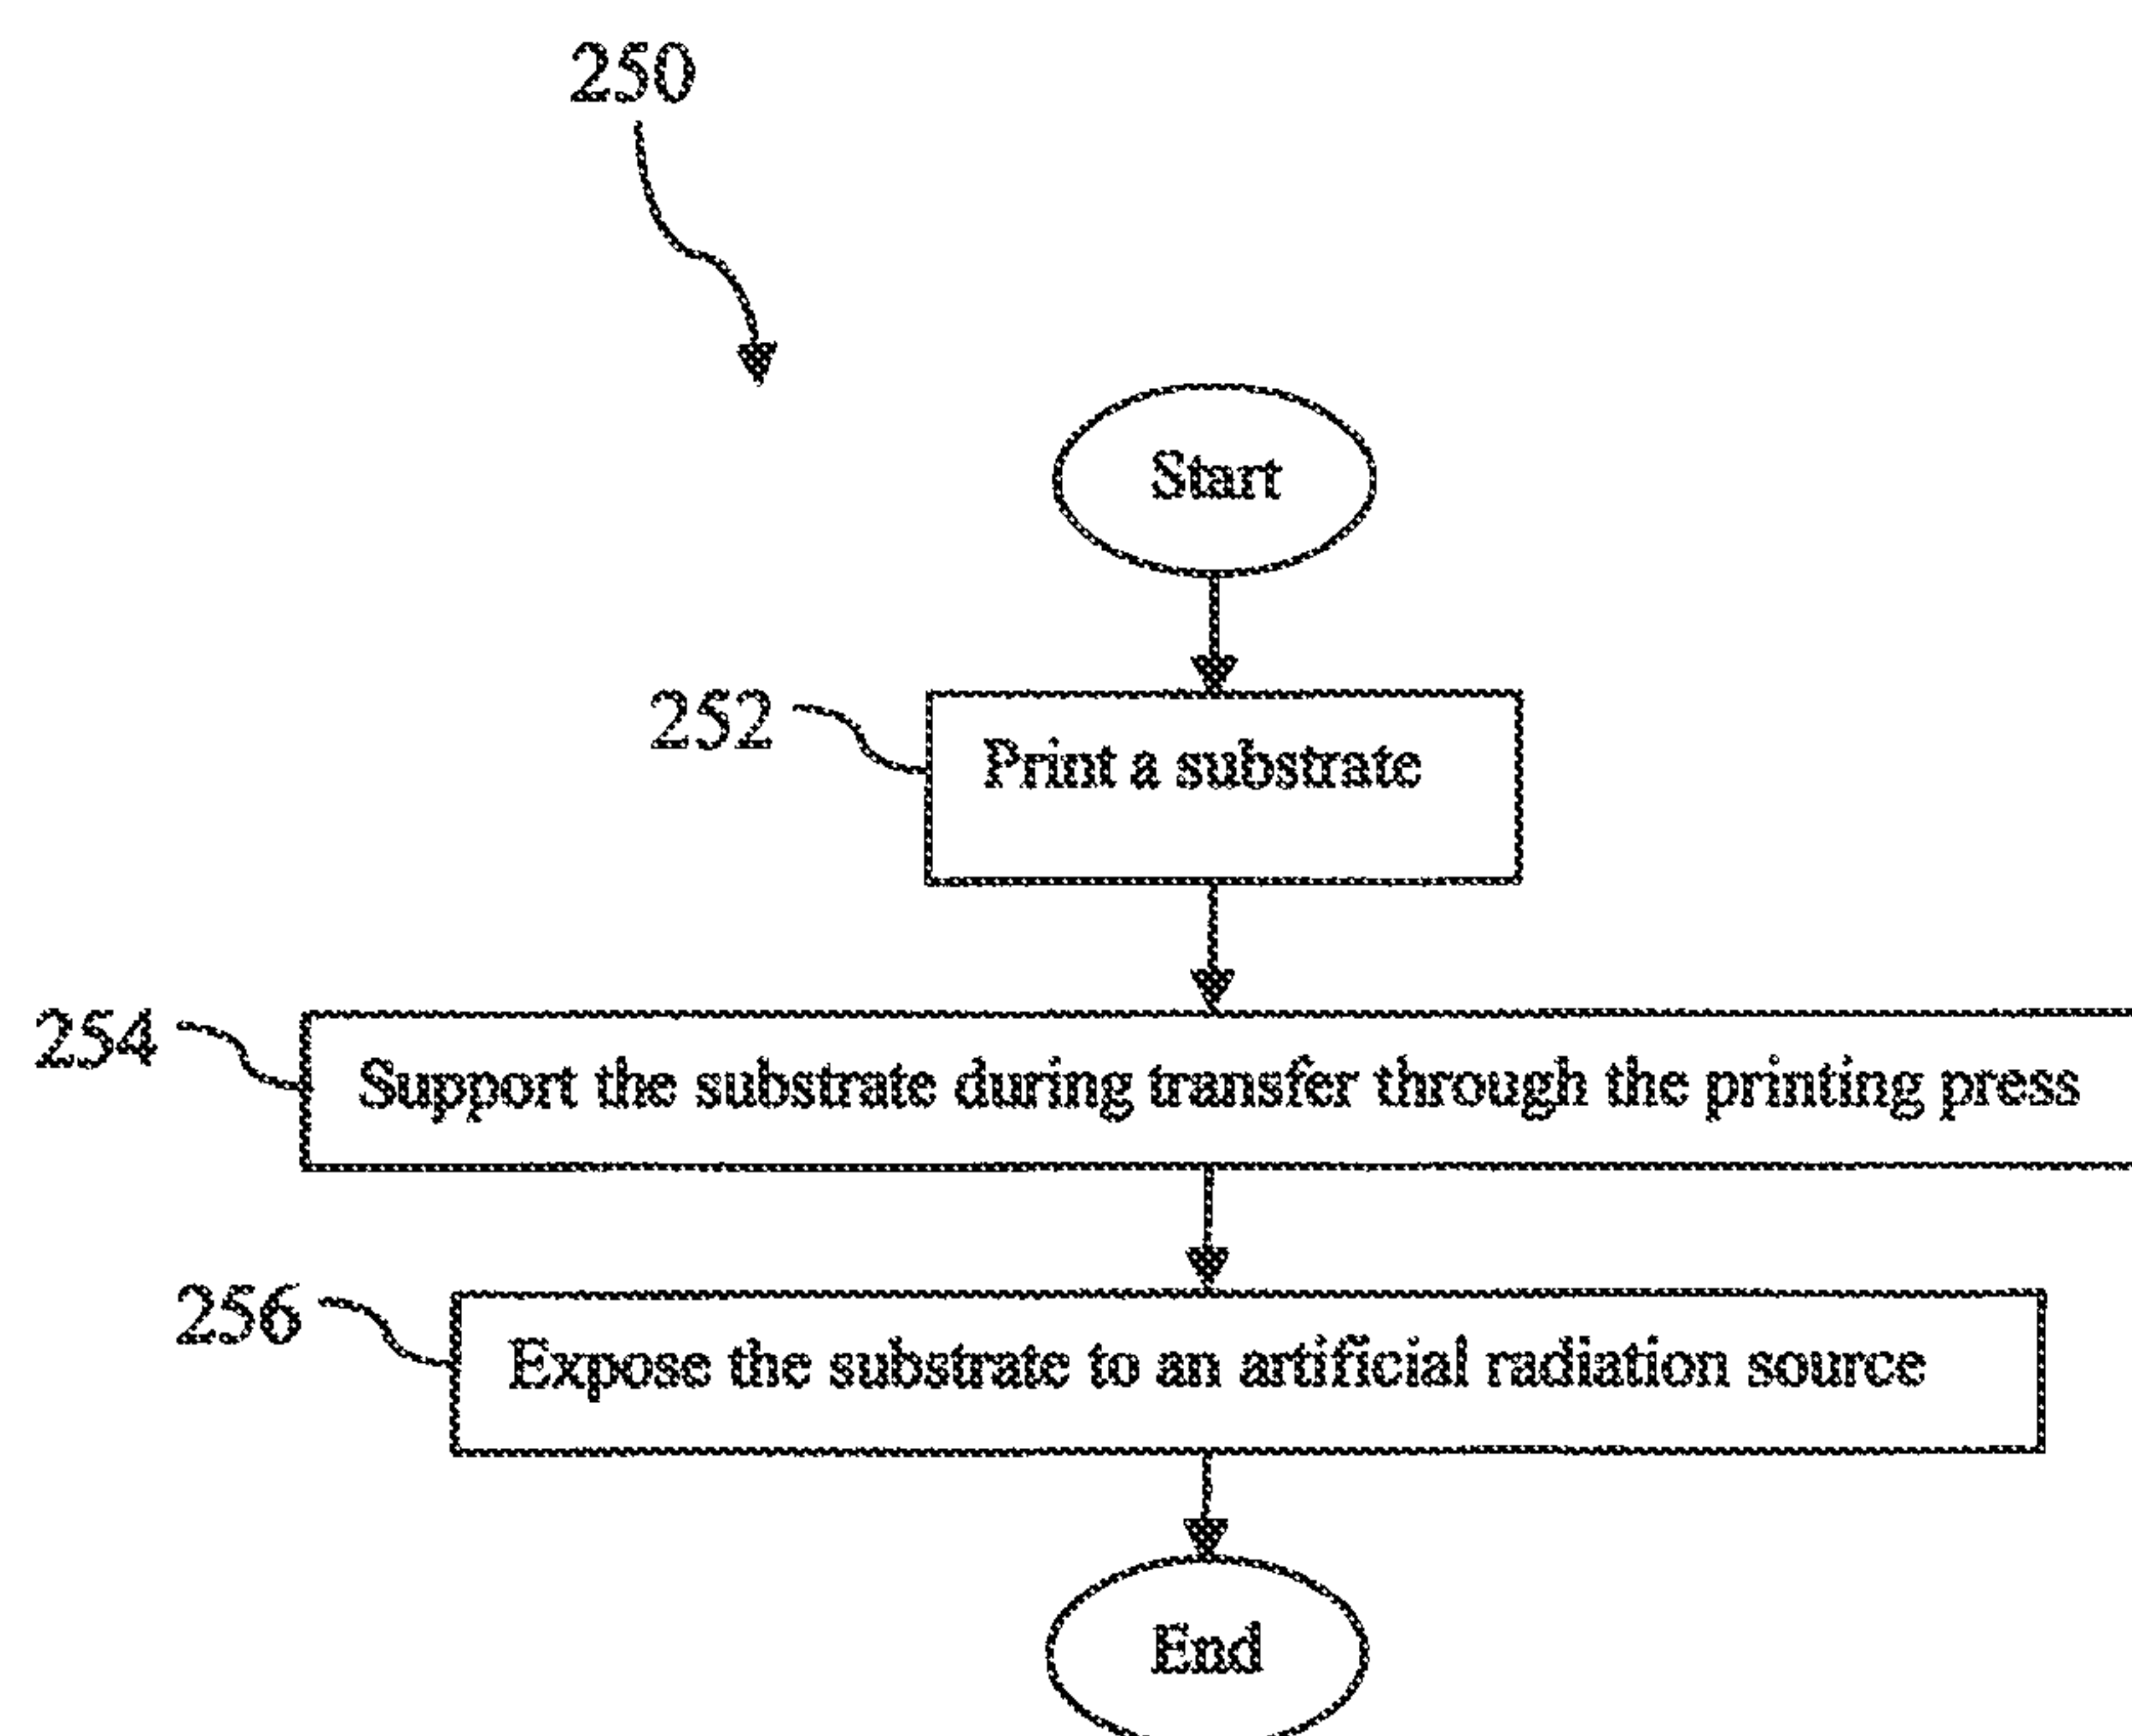 250
Start
252
Print a substrate
254
Support the substrate during transfer through the printing press
256
Expose the substrate to an artificial radiation source
End